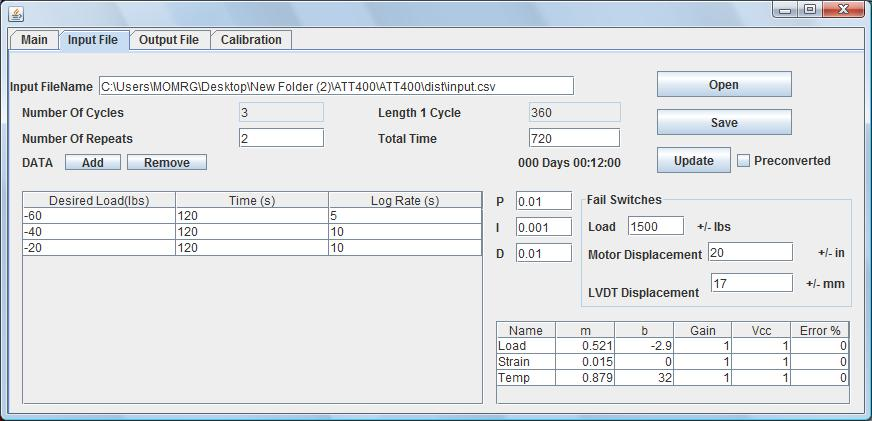 Main Input File Output File Calibration
Input FileName C:\Users\MOMRG\Desktop\New Folder (2)\ATT400\ATT400\dist\input.csv Open
Number Of Cycles 3 Length 1 Cycle 360
Save
Number Of Repeats 2 Total Time 720
DATA Add Remove 000 Days 00:12:00 Update Preconverted
Desired Load(lbs) Time (s) Log Rate (s)
-60 120 5
-40 120 10
-20 120 10
P 0.01
I 0.001
D 0.01
Fail Switches
Load 1500 +/- lbs
Motor Displacement 20 +/- in
LVDT Displacement 17 +/- mm
Name m b Gain Vcc Error %
Load 0.521 -2.9 1 1 0
Strain 0.015 0 1 1 0
Temp 0.879 32 1 1 0